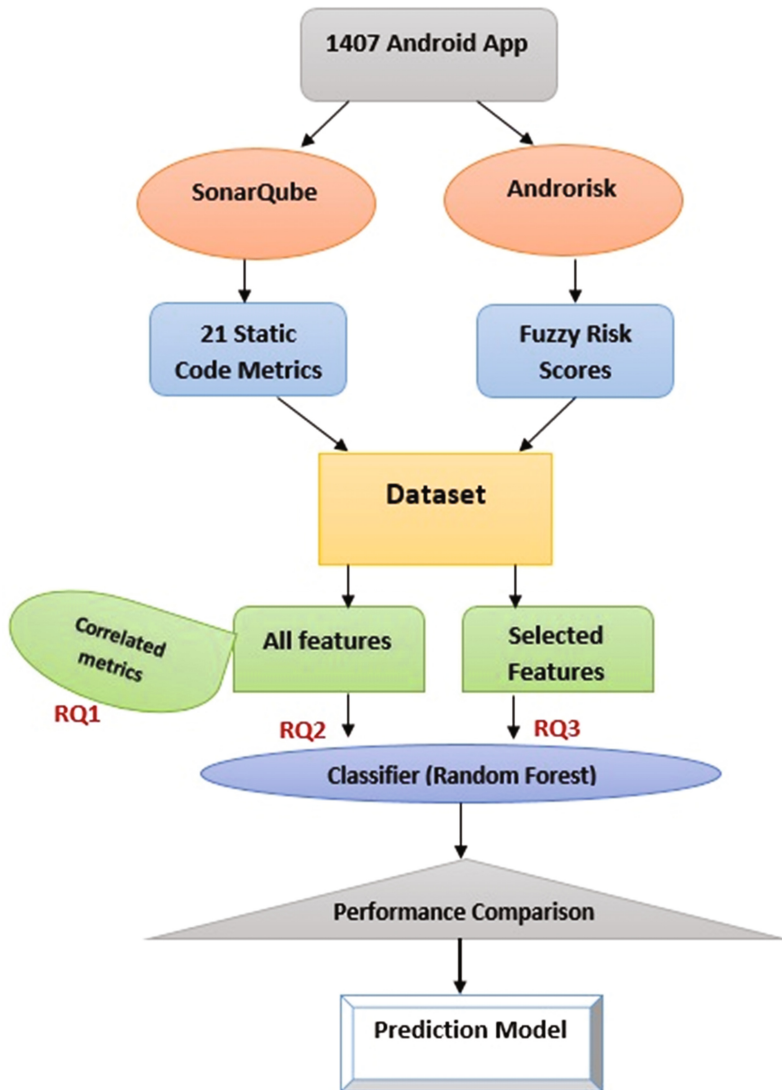 1407 Android App
SonarQube
Androrisk
21 Static
Code Metrics
Fuzzy Risk
Scores
Dataset
Correlated
metrics
All features
Selected
Features
RQ1
RQ2
RQ3
Classifier (Random Forest)
Performance Comparison
Prediction Model